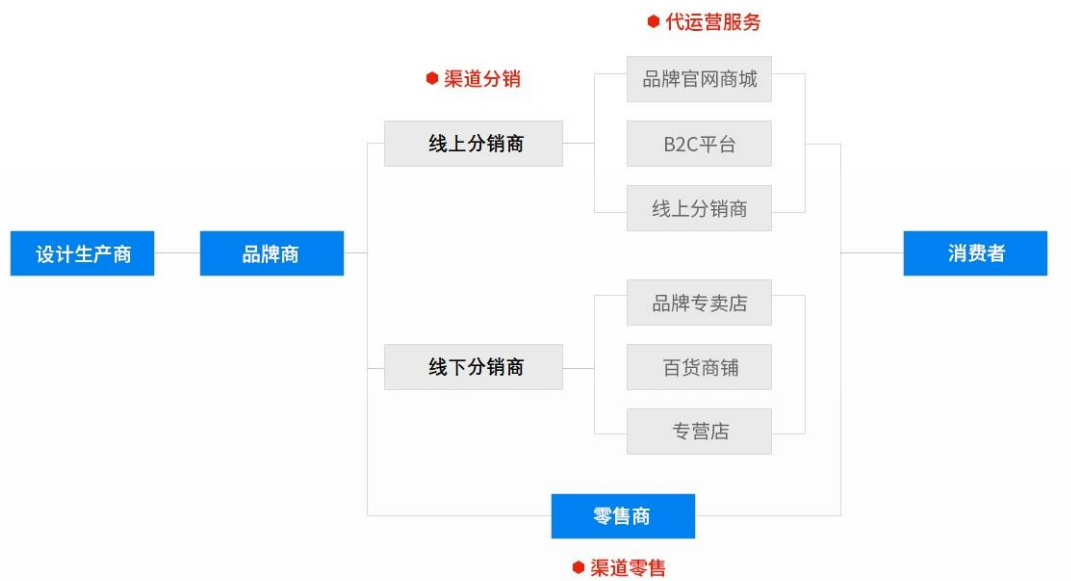 代运营服务
渠道分销
品牌官网商城
线上分销商
B2C平台
线上分销商
设计生产商
品牌商
消费者
品牌专卖店
线下分销商
百货商铺
专营店
零售商
渠道零售